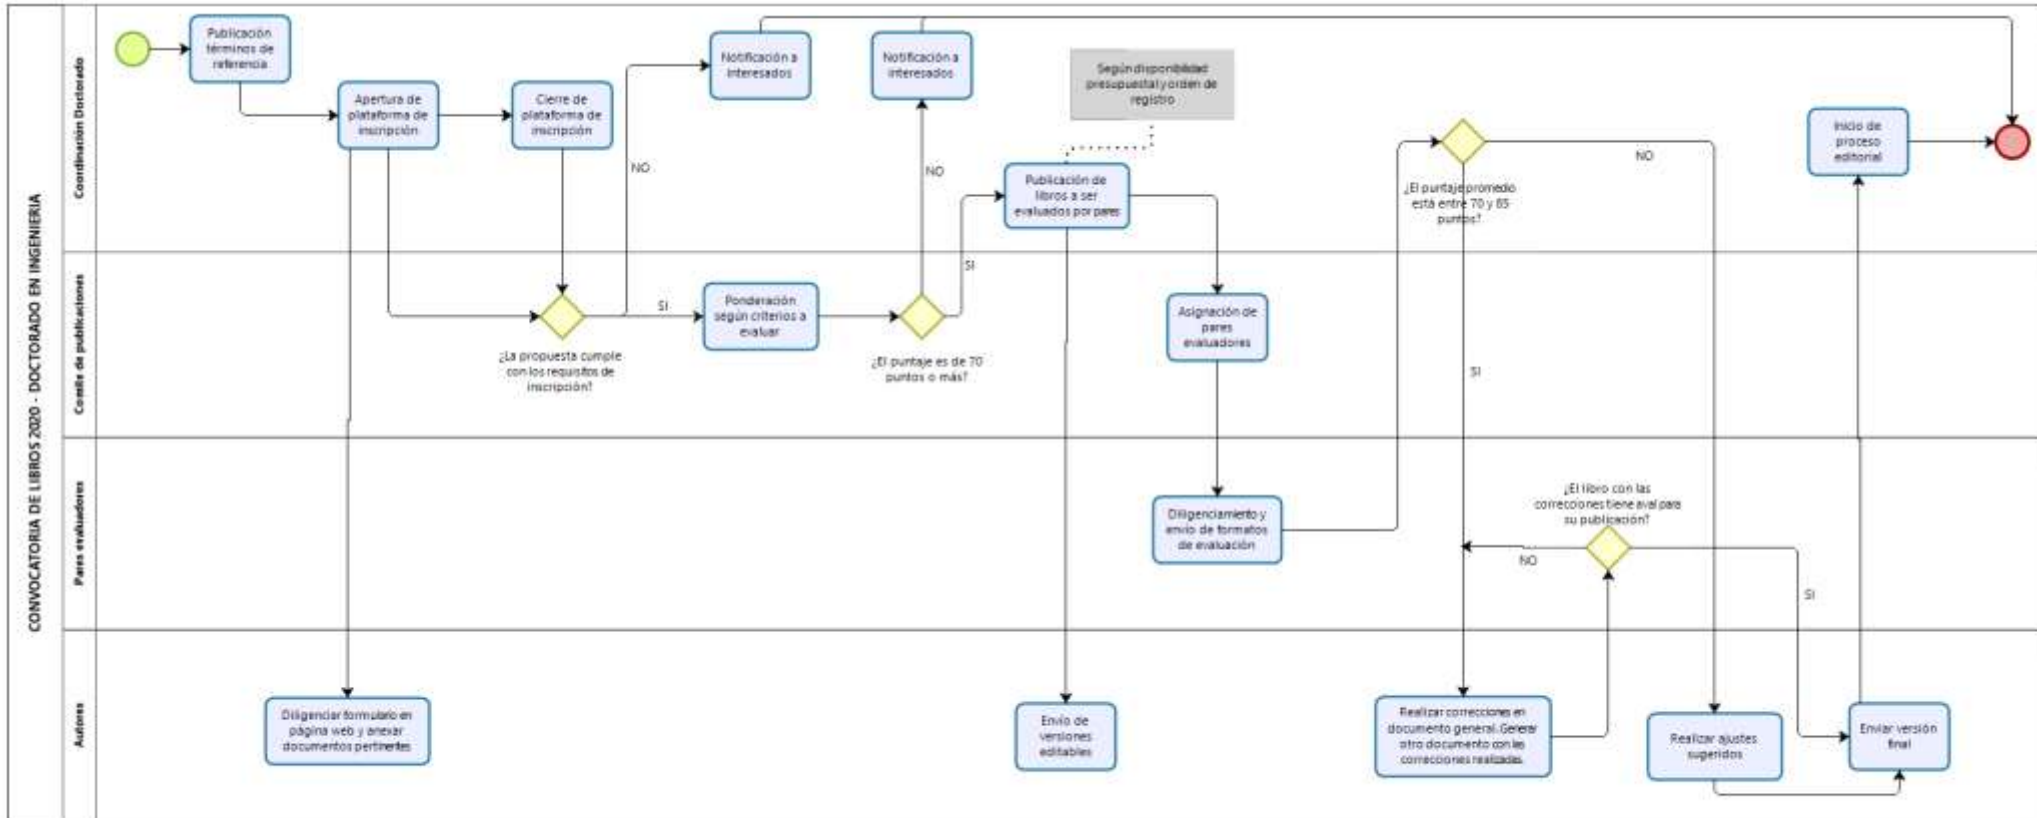 CONVOCATORIA DE LIBROS 2020 - DOCTORADO EN INGENIERIA
Coordinación Doctorado
Publicación
términos de
referencia
Apertura de
plataforma de
inscripción
Cierre de
plataforma de
inscripción
NO
Notificación a
interesados
Notificación a
interesados
NO
Según disponibilidad
presupuestal y orden de
registro
Publicación de
libros a ser
evaluados por pares
SI
¿El puntaje promedio
está entre 70 y 85
puntos?
NO
Inicio de
proceso
editorial
Comite de publicaciones
¿La propuesta cumple
con los requisitos de
inscripción?
SI
Ponderación
según criterios a
evaluar
¿El puntaje es de 70
puntos o más?
Asignación de
pares
evaluadores
SI
Pares evaluadores
Diligenciamiento y
envío de formatos
de evaluación
¿El libro con las
correcciones tiene aval para
su publicación?
NO
SI
Autores
Diligenciar formulario en
página web y anexar
documentos pertinentes
Envío de
versiones
editables
Realizar correcciones en
documento general. Generar
otro documento con las
correcciones realizadas.
Realizar ajustes
sugeridos
Enviar versión
final